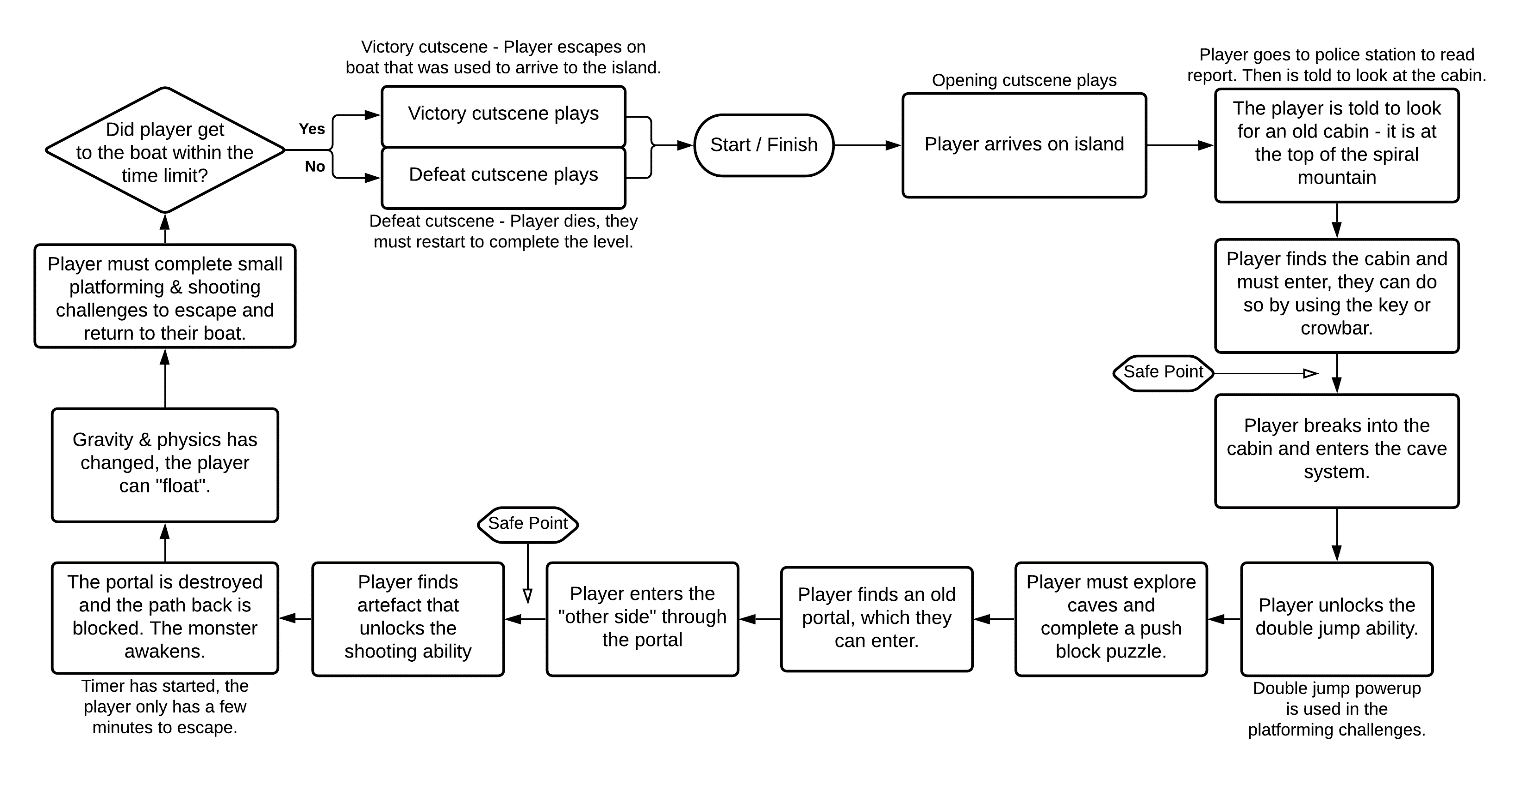 Victory cutscene - Player escapes on
boat that was used to arrive to the island.
Did player get
to the boat within the
time limit?
Yes
No
Victory cutscene plays
Defeat cutscene plays
Defeat cutscene - Player dies, they
must restart to complete the level.
Start / Finish
Opening cutscene plays
Player arrives on island
Player goes to police station to read
report. Then is told to look at the cabin.
The player is told to look
for an old cabin - it is at
the top of the spiral
mountain
Player finds the cabin and
must enter, they can do
so by using the key or
crowbar.
Safe Point
Player breaks into the
cabin and enters the cave
system.
Player unlocks the
double jump ability.
Double jump powerup
is used in the
platforming challenges.
Player must explore
caves and
complete a push
block puzzle.
Player finds an old
portal, which they
can enter.
Player enters the
"other side" through
the portal
Safe Point
Player finds
artefact that
unlocks the
shooting ability
The portal is destroyed
and the path back is
blocked. The monster
awakens.
Timer has started, the
player only has a few
minutes to escape.
Gravity & physics has
changed, the player
can "float".
Player must complete small
platforming & shooting
challenges to escape and
return to their boat.